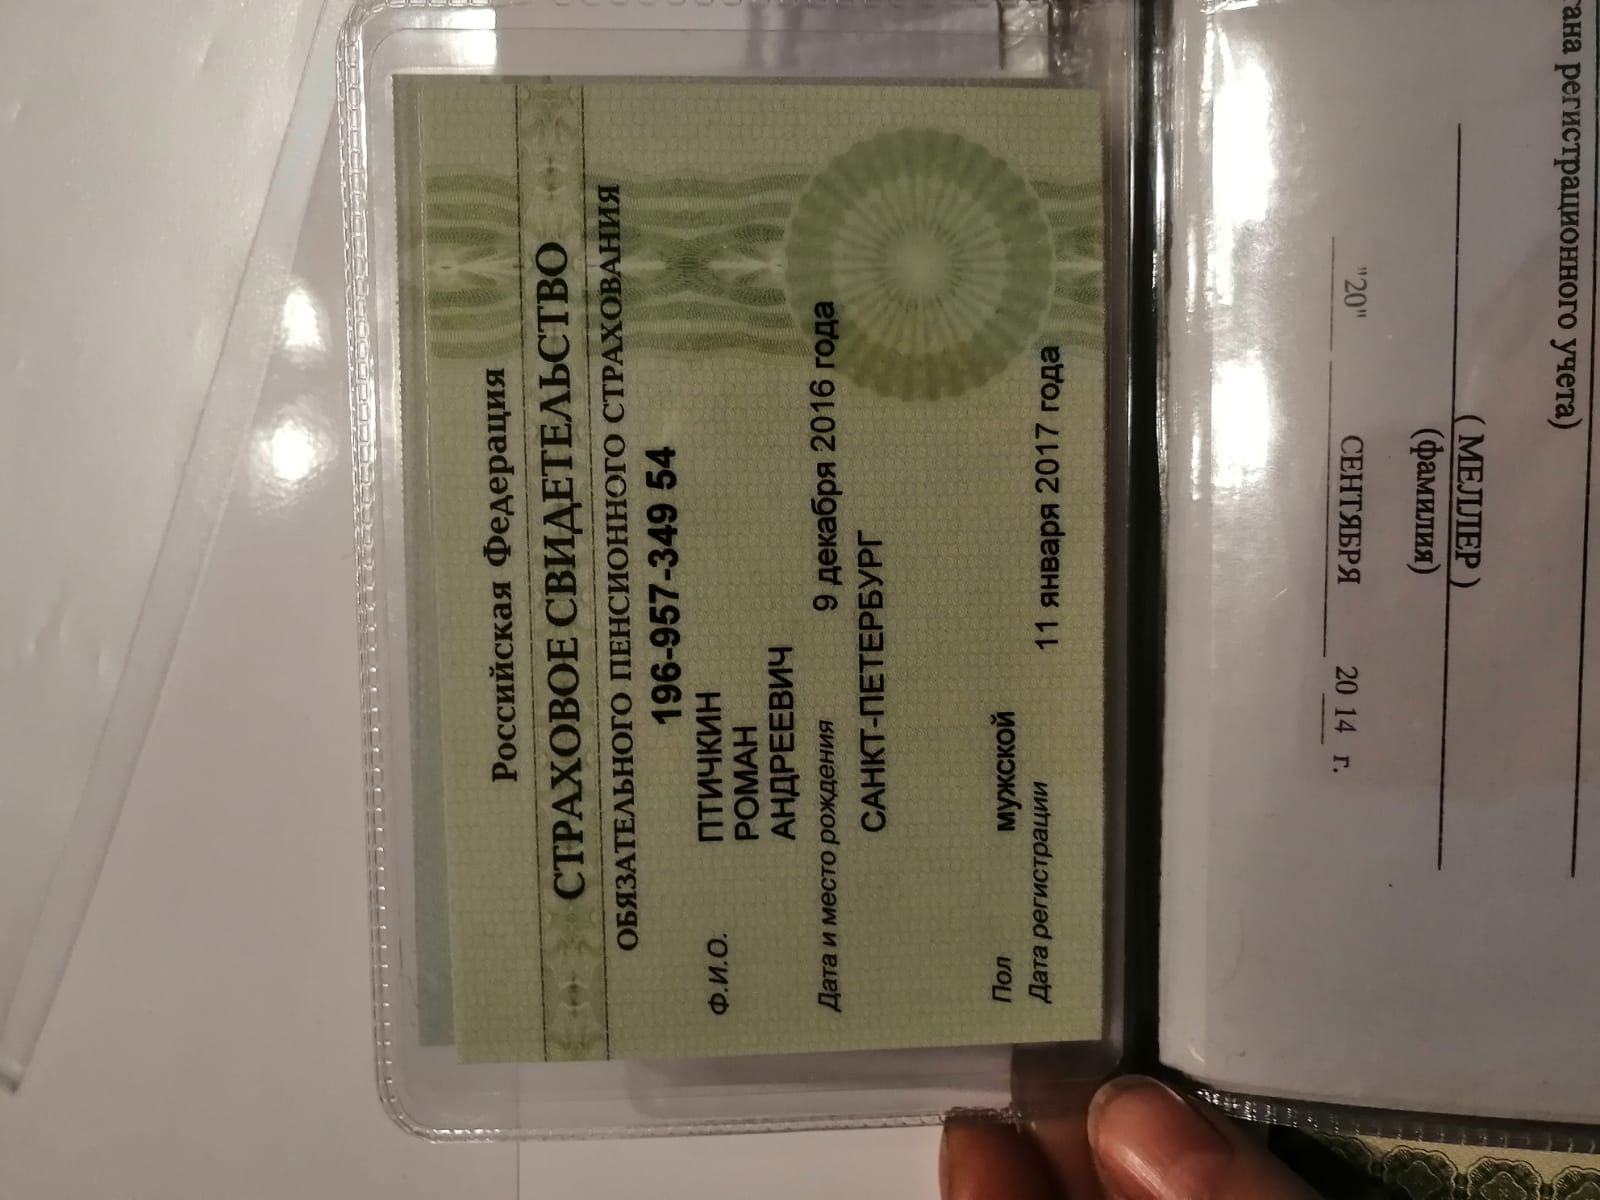 Российская Федерация
СТРАХОВОЕ СВИДЕТЕЛЬСТВО
ОБЯЗАТЕЛЬНОГО ПЕНСИОННОГО СТРАХОВАНИЯ
196-957-349 54
Ф.И.О. ПТИЧКИН
РОМАН
АНДРЕЕВИЧ
Дата и место рождения 9 декабря 2016 года
САНКТ-ПЕТЕРБУРГ
Пол мужской
Дата регистрации 11 января 2017 года
регистрационного учета)
( МЕЛЛЕР )
(фамилия)
"20" СЕНТЯБРЯ 20 14 г.